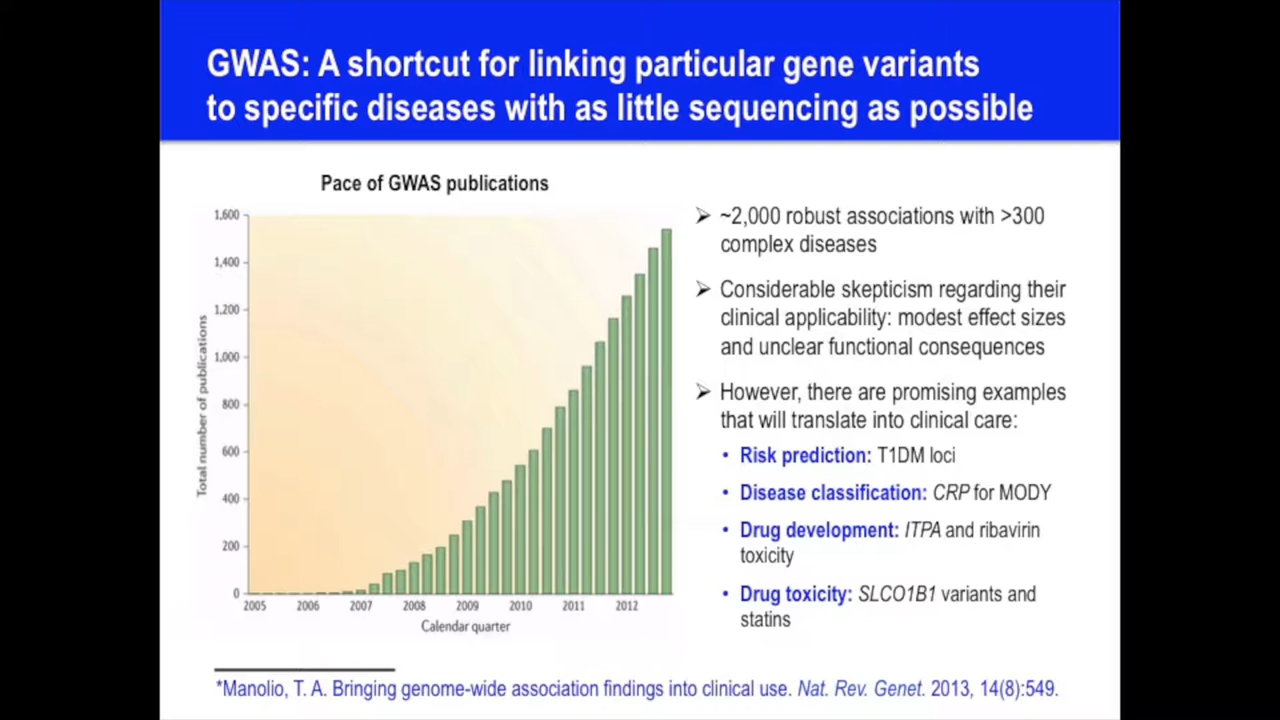 GWAS: A shortcut for linking particular gene variants
to specific diseases with as little sequencing as possible
Pace of GWAS publications
1,600
1,400
1,200
1,000
800
600
400
200
0
Total number of publications
2005 2006 2007 2008 2009 2010 2011 2012
Calendar quarter
➢ ~2,000 robust associations with >300
complex diseases
➢ Considerable skepticism regarding their
clinical applicability: modest effect sizes
and unclear functional consequences
➢ However, there are promising examples
that will translate into clinical care:
• Risk prediction: T1DM loci
• Disease classification: CRP for MODY
• Drug development: ITPA and ribavirin
toxicity
• Drug toxicity: SLCO1B1 variants and
statins
*Manolio, T. A. Bringing genome-wide association findings into clinical use. Nat. Rev. Genet. 2013, 14(8):549.